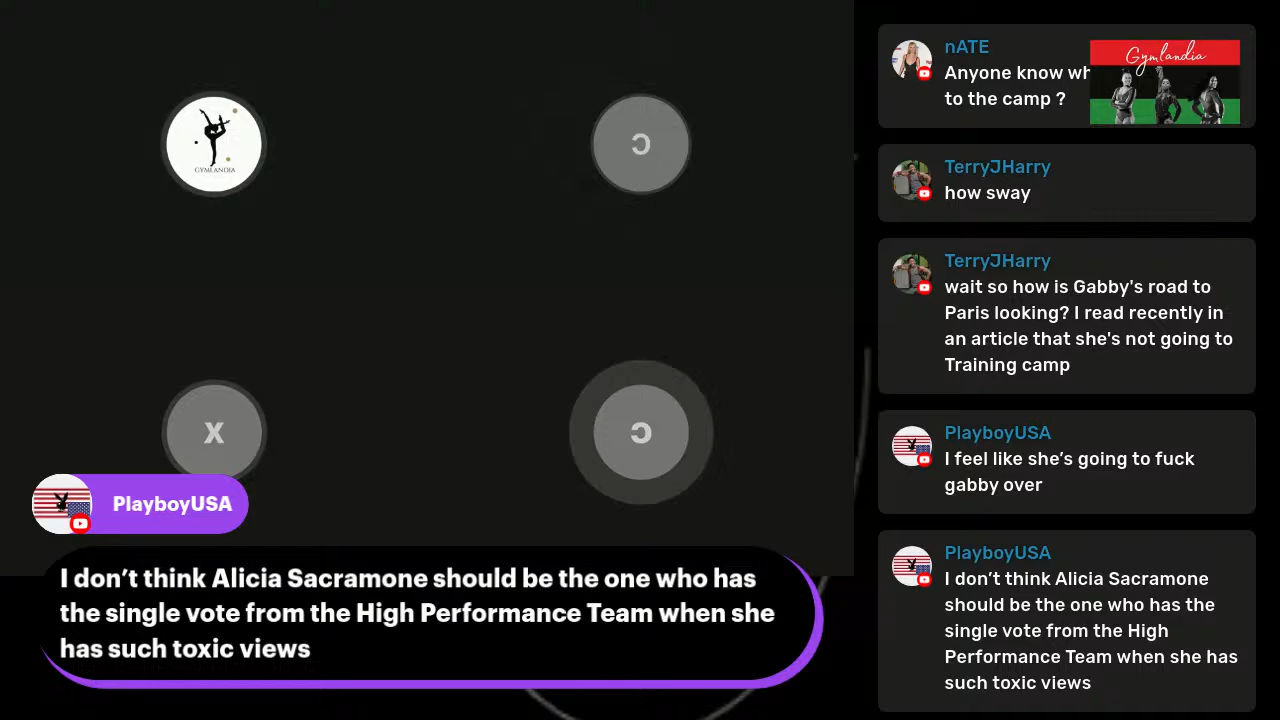 GYMLANDIA
C
X
C
PlayboyUSA
I don’t think Alicia Sacramone should be the one who has
the single vote from the High Performance Team when she
has such toxic views
nATE
Anyone know wh
to the camp ?
Gymlandia
TerryJHarry
how sway
TerryJHarry
wait so how is Gabby's road to
Paris looking? I read recently in
an article that she's not going to
Training camp
PlayboyUSA
I feel like she’s going to fuck
gabby over
PlayboyUSA
I don’t think Alicia Sacramone
should be the one who has the
single vote from the High
Performance Team when she has
such toxic views